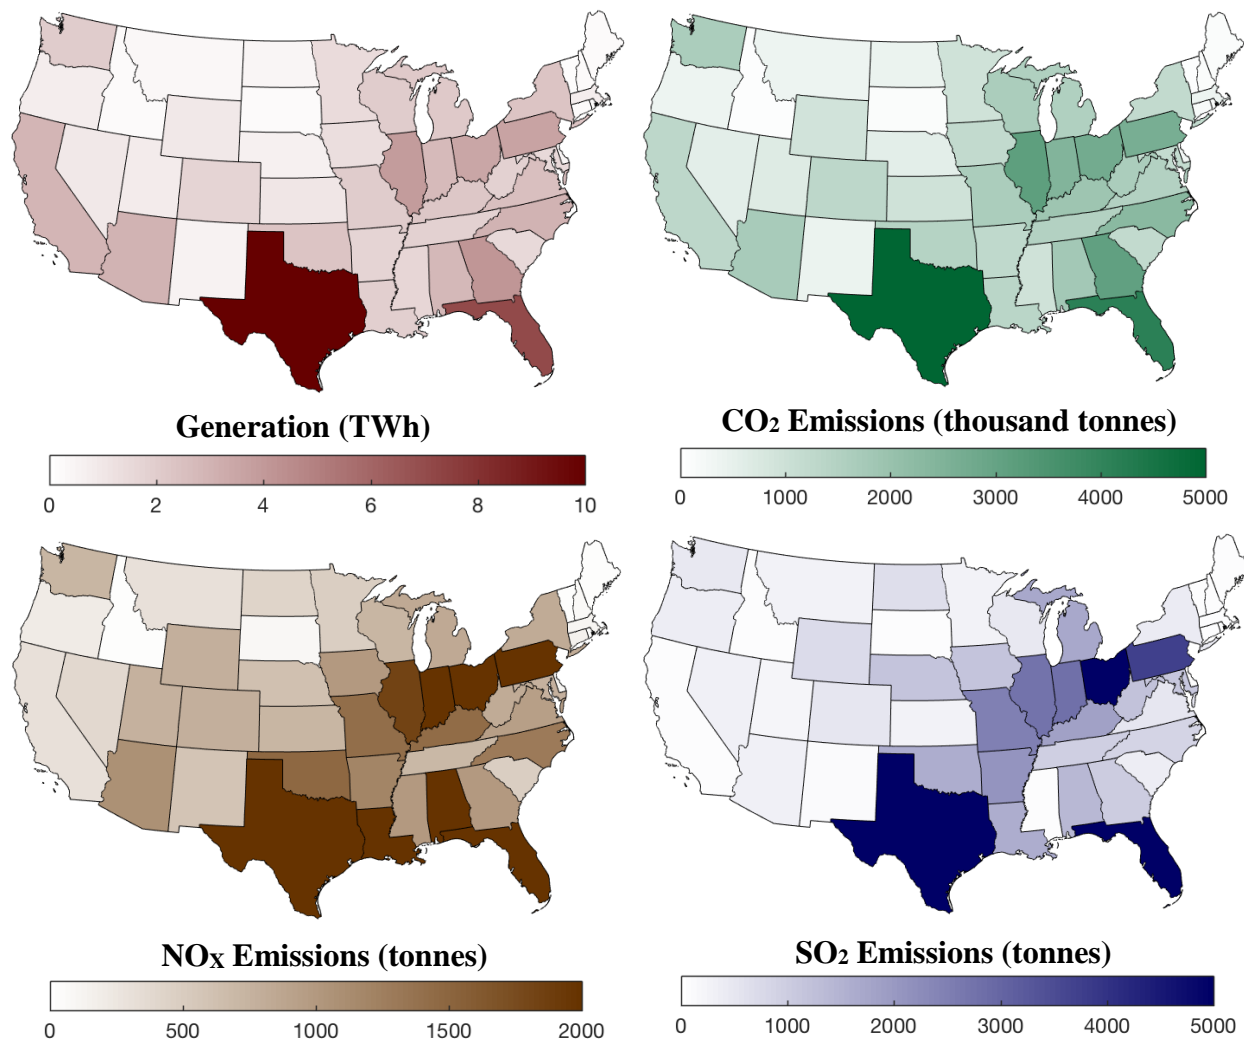 Generation (TWh)
0 2 4 6 8 10
CO₂ Emissions (thousand tonnes)
0 1000 2000 3000 4000 5000
NOₓ Emissions (tonnes)
0 500 1000 1500 2000
SO₂ Emissions (tonnes)
0 1000 2000 3000 4000 5000